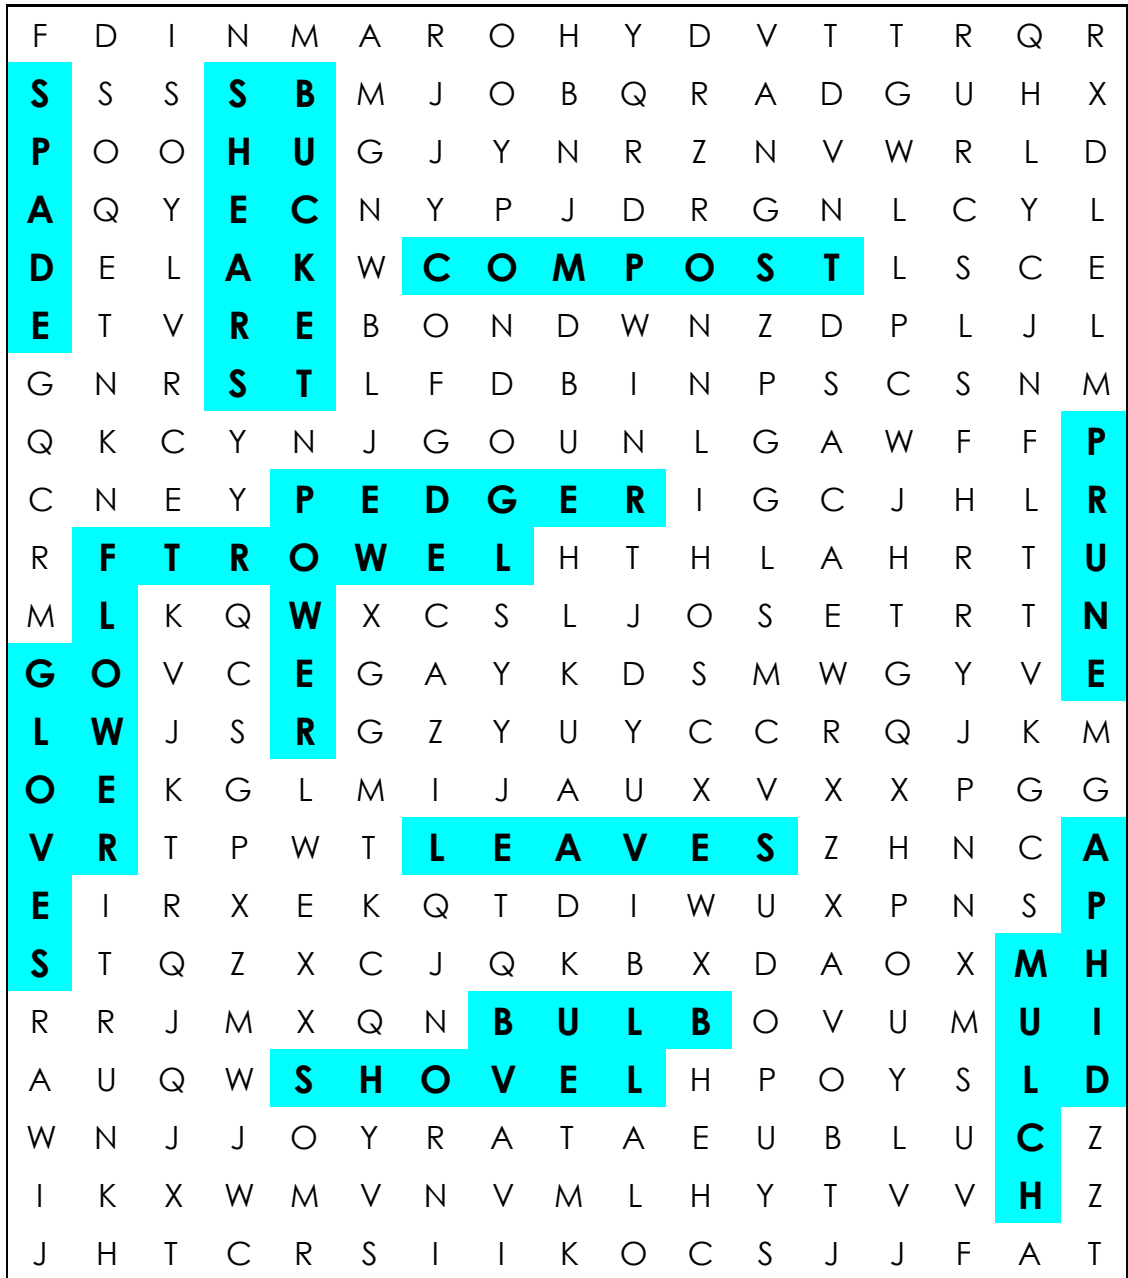 F D I N M A R O H Y D V T T R Q R
S S S S B M J O B Q R A D G U H X
P O O H U G J Y N R Z N V W R L D
A Q Y E C N Y P J D R G N L C Y L
D E L A K W C O M P O S T L S C E
E T V R E B O N D W N Z D P L J L
G N R S T L F D B I N P S C S N M
Q K C Y N J G O U N L G A W F F P
C N E Y P E D G E R I G C J H L R
R F T R O W E L H T H L A H R T U
M L K Q W X C S L J O S E T R T N
G O V C E G A Y K D S M W G Y V E
L W J S R G Z Y U Y C C R Q J K M
O E K G L M I J A U X V X X P G G
V R T P W T L E A V E S Z H N C A
E I R X E K Q T D I W U X P N S P
S T Q Z X C J Q K B X D A O X M H
R R J M X Q N B U L B O V U M U I
A U Q W S H O V E L H P O Y S L D
W N J J O Y R A T A E U B L U C Z
I K X W M V N V M L H Y T V V H Z
J H T C R S I I K O C S J J F A T